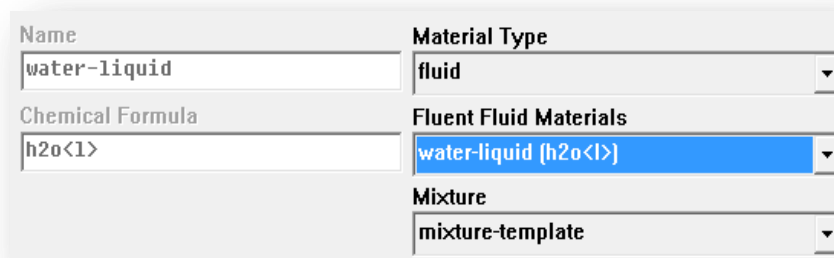 Name
water-liquid
Chemical Formula
h2o<l>
Material Type
fluid
Fluent Fluid Materials
water-liquid (h2o<l>)
Mixture
mixture-template